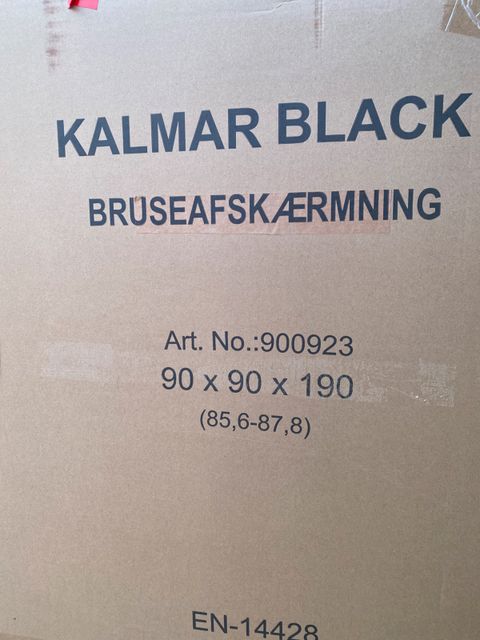 KALMAR BLACK
BRUSEAFSKÆRMNING
Art. No.:900923
90 x 90 x 190
(85,6-87,8)
EN-14428